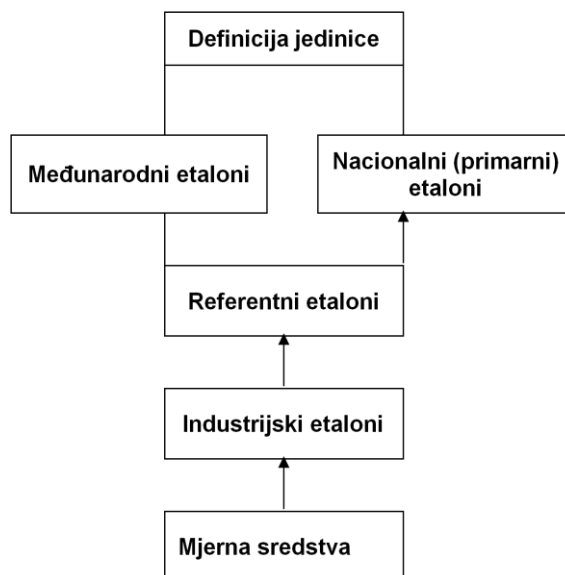 Definicija jedinice
Međunarodni etaloni
Nacionalni (primarni)
etaloni
Referentni etaloni
Industrijski etaloni
Mjerna sredstva